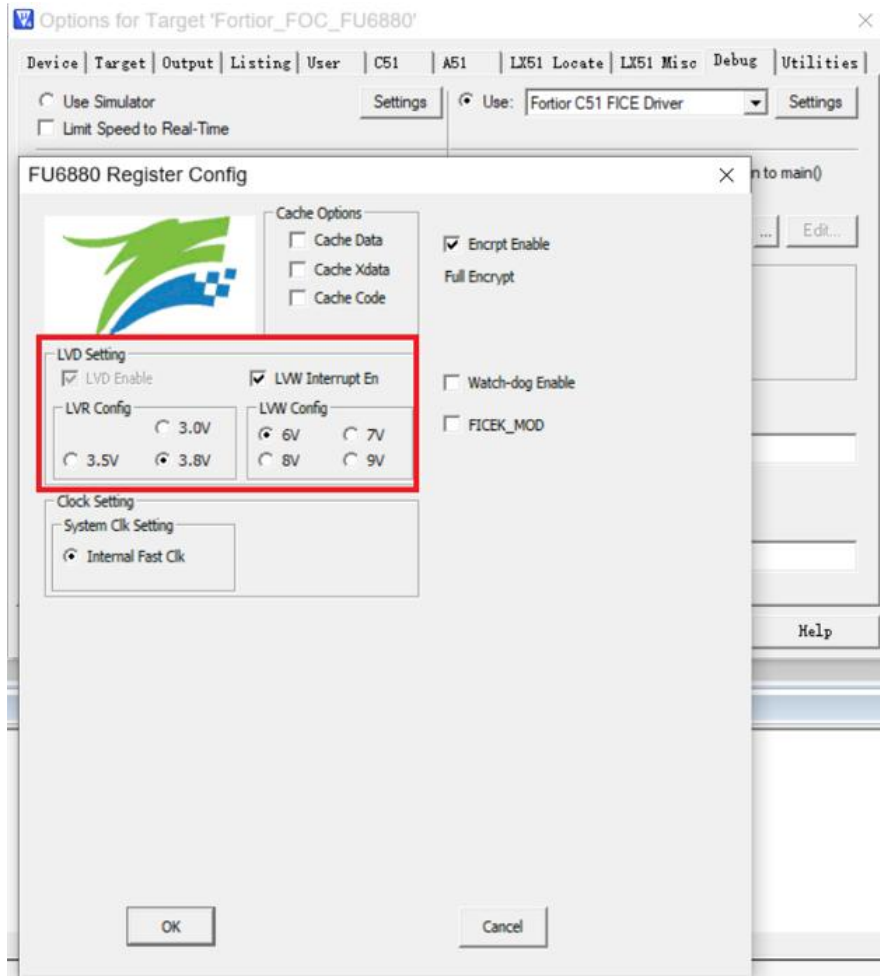 Options for Target 'Fortior_FOC_FU6880'
Device Target Output Listing User C51 A51 LX51 Locate LX51 Misc Debug Utilities
Use Simulator Settings Use: Fortior C51 FICE Driver Settings
Limit Speed to Real-Time
FU6880 Register Config
n to main()
... Edit...
Cache Options
Cache Data
Cache Xdata
Cache Code
Encrpt Enable
Full Encrypt
LVD Setting
LVD Enable LVW Interrupt En
LVR Config
3.0V
3.5V 3.8V
LVW Config
6V 7V
8V 9V
Watch-dog Enable
FICEK_MOD
Clock Setting
System Clk Setting
Internal Fast Clk
Help
OK Cancel